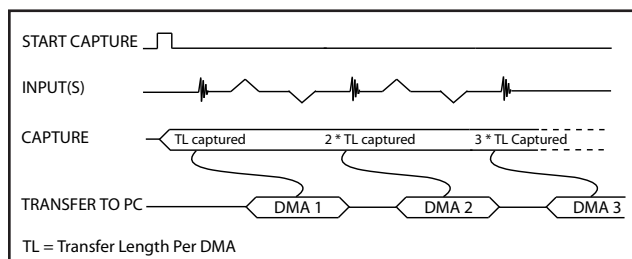 START CAPTURE
INPUT(S)
CAPTURE TL captured 2 * TL captured 3 * TL Captured
TRANSFER TO PC DMA 1 DMA 2 DMA 3
TL = Transfer Length Per DMA